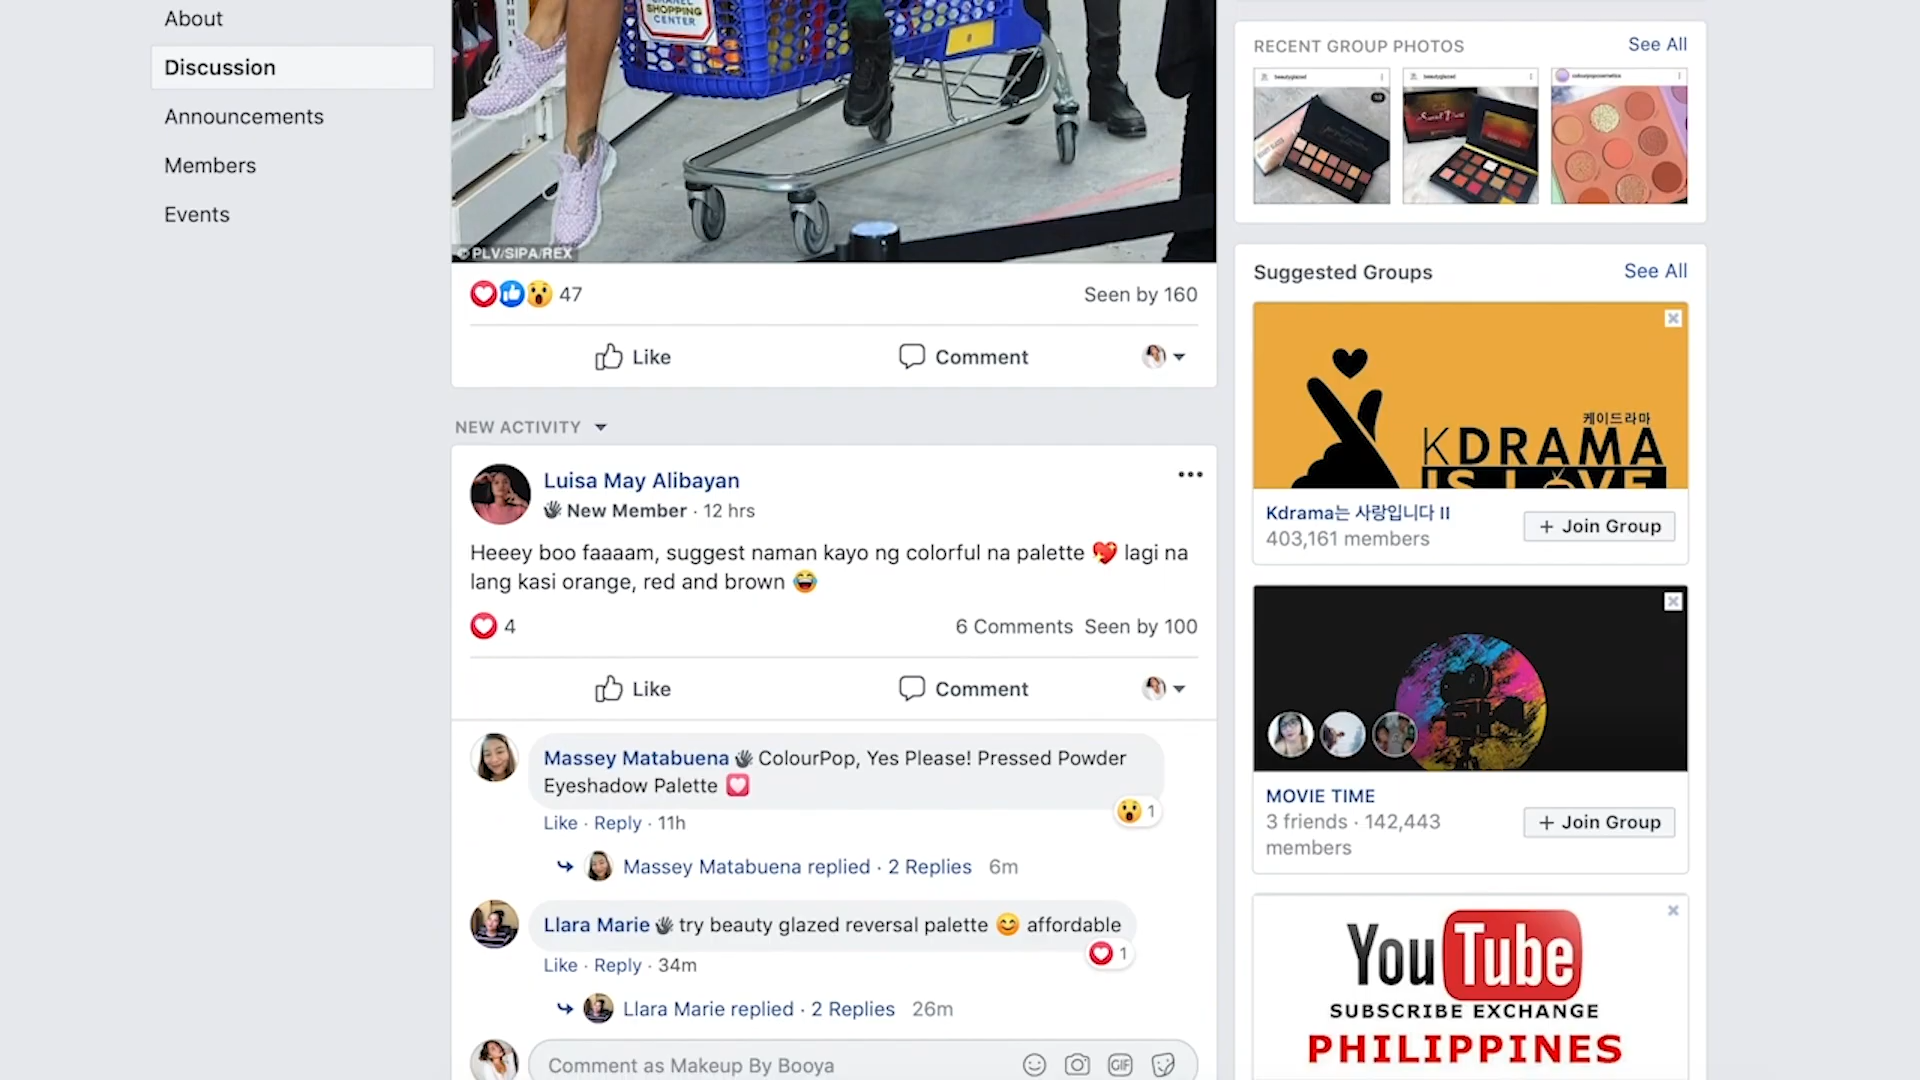 About
Discussion
Announcements
Members
Events
SHOPPING
CENTER
© PLV/SIPA/REX
47
Seen by 160
Like
Comment
NEW ACTIVITY
Luisa May Alibayan
New Member · 12 hrs
Heeey boo faaaam, suggest naman kayo ng colorful na palette 💖 lagi na
lang kasi orange, red and brown 😂
4
6 Comments Seen by 100
Like
Comment
Massey Matabuena ColourPop, Yes Please! Pressed Powder
Eyeshadow Palette 💟
1
Like · Reply · 11h
Massey Matabuena replied · 2 Replies 6m
Llara Marie try beauty glazed reversal palette 😊 affordable
1
Like · Reply · 34m
Llara Marie replied · 2 Replies 26m
Comment as Makeup By Booya
GIF
RECENT GROUP PHOTOS
See All
beautyglazed
beautyglazed
colourpopcosmetics
Suggested Groups
See All
케이드라마
KDRAMA
IS LOVE
Kdrama는 사랑입니다 II
403,161 members
+ Join Group
MOVIE TIME
3 friends · 142,443
members
+ Join Group
YouTube
SUBSCRIBE EXCHANGE
PHILIPPINES